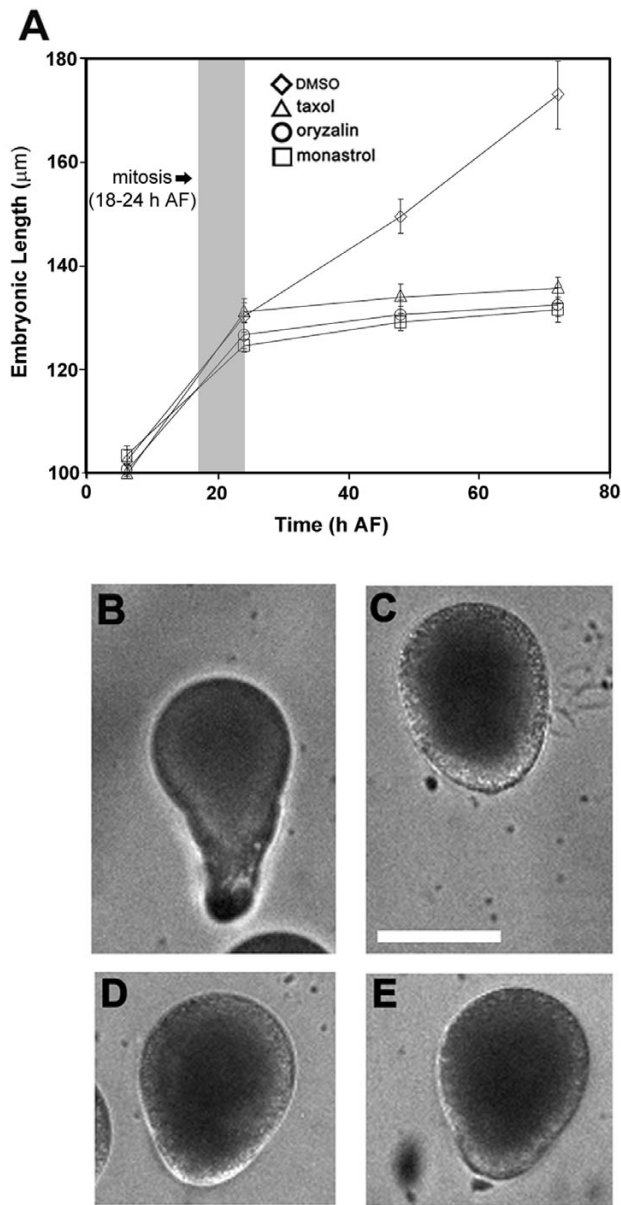 A
180
160
140
120
100
Embryonic Length (μm)
mitosis
(18-24 h AF)
DMSO
taxol
oryzalin
monastrol
0
20
40
60
80
Time (h AF)
B
C
D
E